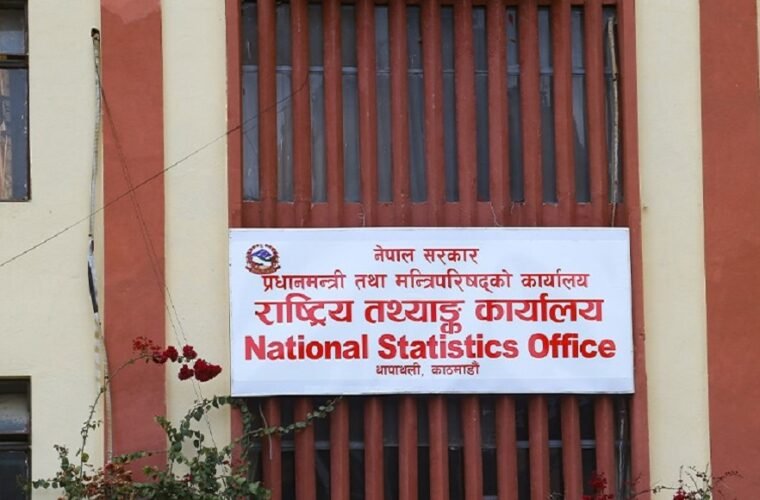 नेपाल सरकार
प्रधानमन्त्री तथा मन्त्रिपरिषद्को कार्यालय
राष्ट्रिय तथ्याङ्क कार्यालय
National Statistics Office
थापाथली, काठमाडौं